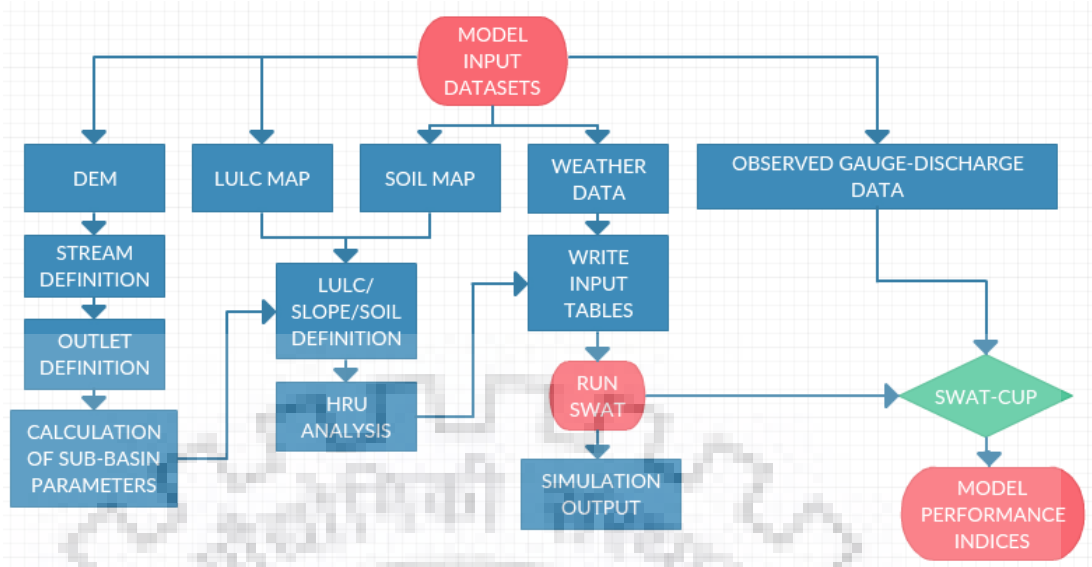 MODEL
INPUT
DATASETS
DEM
LULC MAP
SOIL MAP
WEATHER
DATA
OBSERVED GAUGE-DISCHARGE
DATA
STREAM
DEFINITION
LULC/
SLOPE/SOIL
DEFINITION
WRITE
INPUT
TABLES
OUTLET
DEFINITION
RUN
SWAT
SWAT-CUP
CALCULATION
OF SUB-BASIN
PARAMETERS
HRU
ANALYSIS
SIMULATION
OUTPUT
MODEL
PERFORMANCE
INDICES